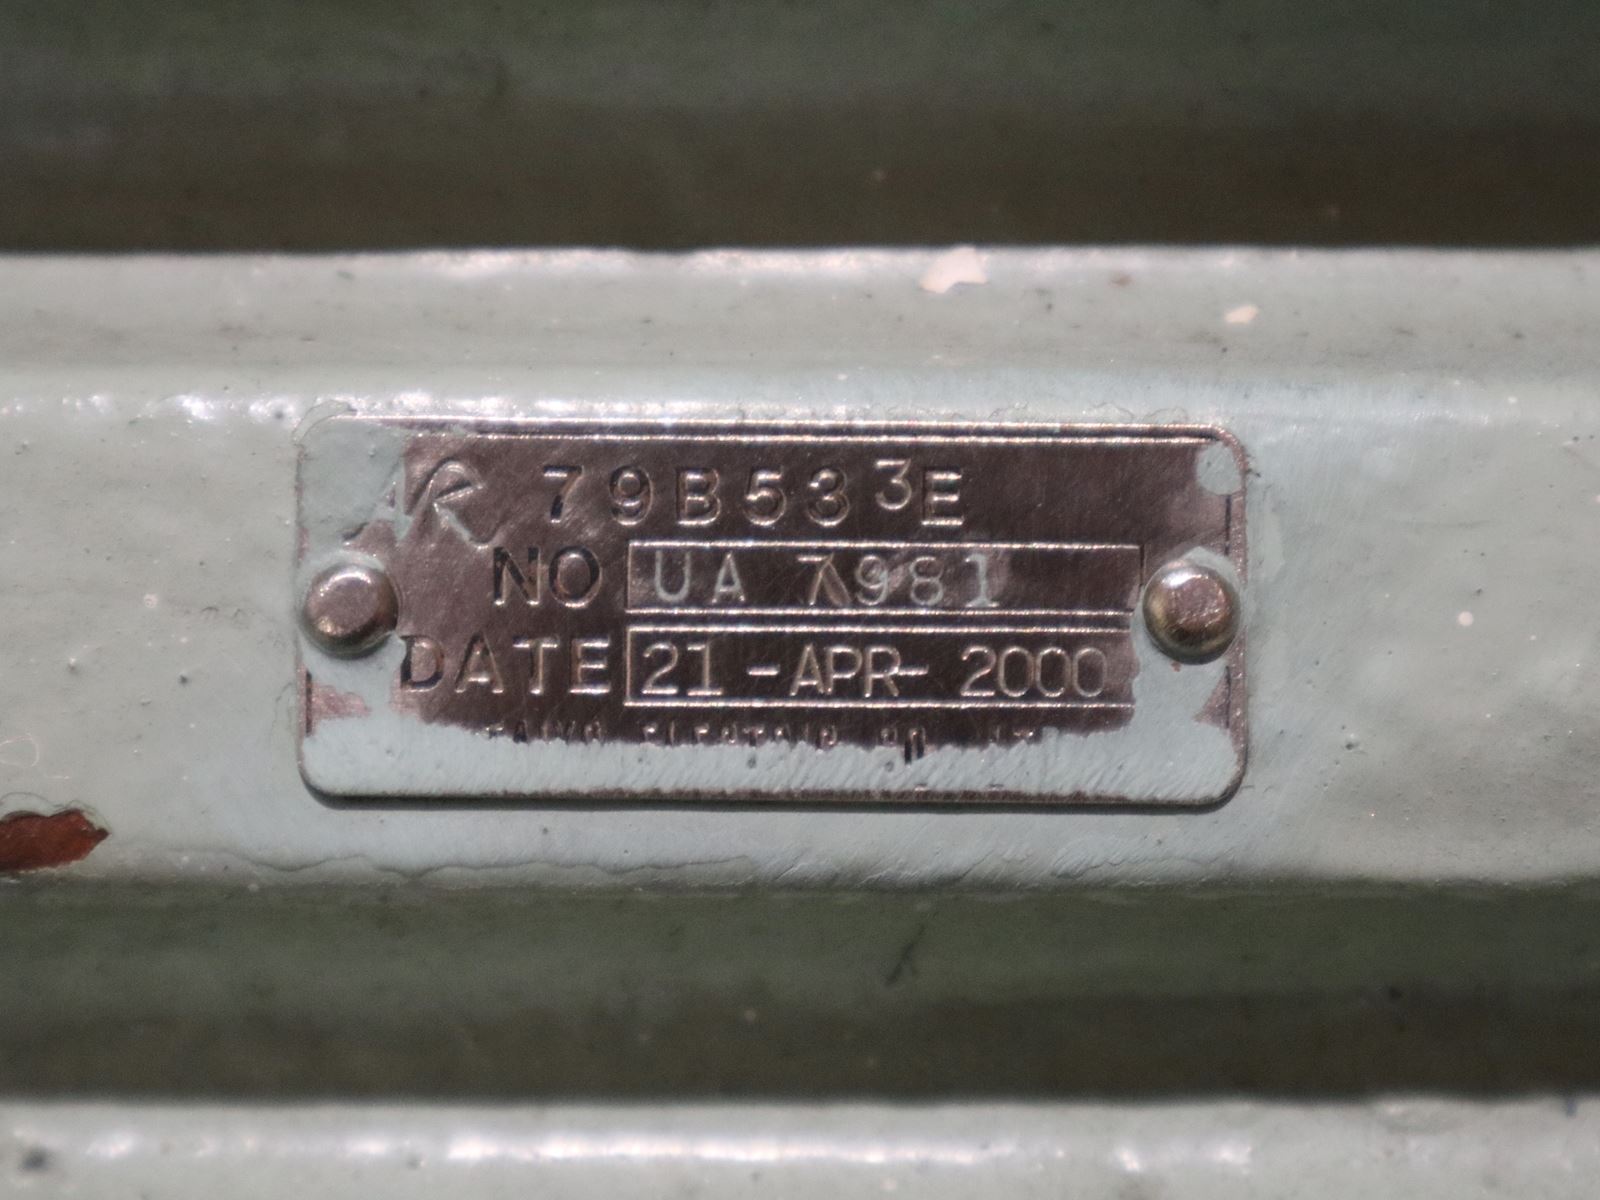 79B533E
NO UA 7981
DATE 21-APR-2000